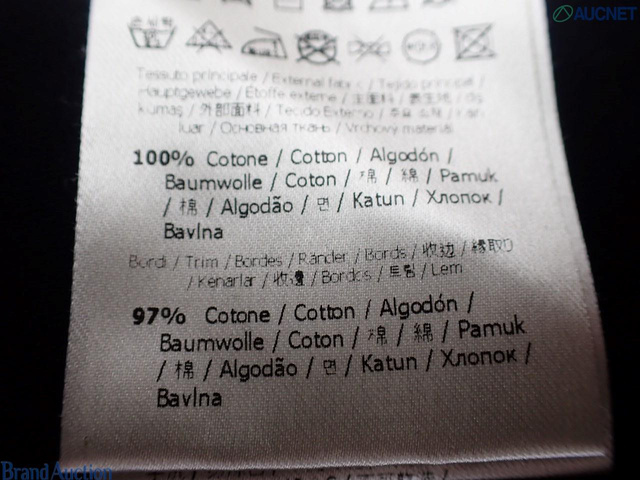 AUCNET
Tessuto principale / External fabric / Tejido principal /
Hauptgewebe / Étoffe externe / 主面料 / 表生地 / dış
kumaş / 外部面料 / Tecido Externo / 주요 소재 / Kain
luar / Основная ткань / Vrchový materiál
100% Cotone / Cotton / Algodón /
Baumwolle / Coton / 棉 / 綿 / Pamuk
/ 棉 / Algodão / 면 / Katun / Хлопок /
Bavlna
Bordi / Trim / Bordes / Ränder / Bords / 收边 / 縁取り
/ Kenarlar / 收邊 / Bordos / 트림 / Lem
97% Cotone / Cotton / Algodón /
Baumwolle / Coton / 棉 / 綿 / Pamuk
/ 棉 / Algodão / 면 / Katun / Хлопок /
Bavlna
Brand Auction